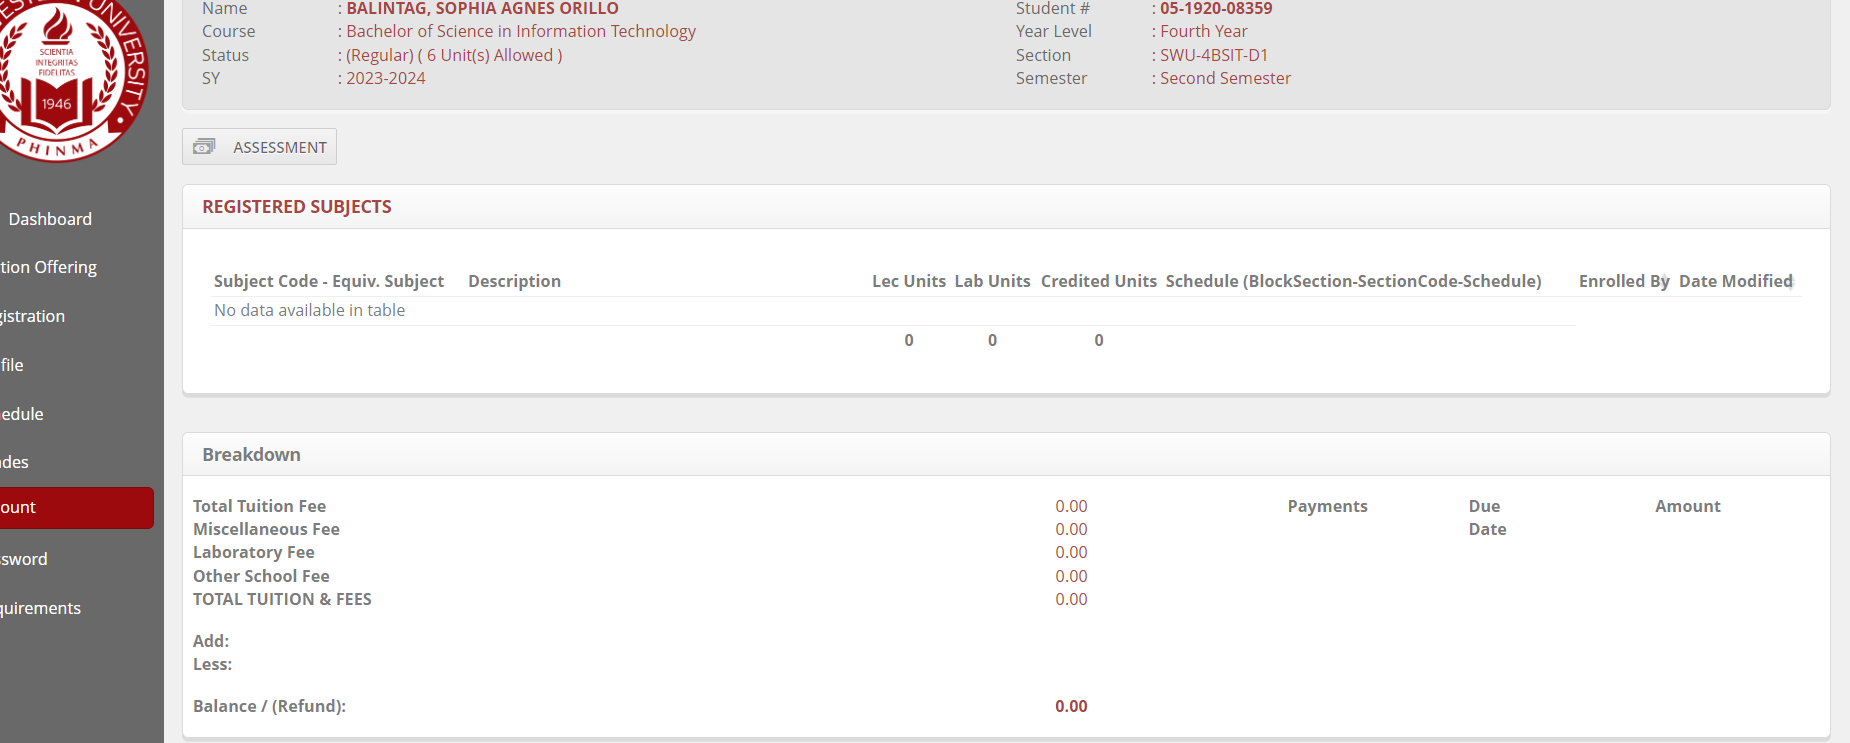 Name : BALINTAG, SOPHIA AGNES ORILLO Student # : 05-1920-08359
Course : Bachelor of Science in Information Technology Year Level : Fourth Year
Status : (Regular) ( 6 Unit(s) Allowed ) Section : SWU-4BSIT-D1
SY : 2023-2024 Semester : Second Semester
UNIVERSITY
SCIENTIA
INTEGRITAS
FIDELITAS
1946
PHINMA
ASSESSMENT
REGISTERED SUBJECTS
Dashboard
tion Offering
gistration
file
edule
des
ount
sword
quirements
Subject Code - Equiv. Subject Description Lec Units Lab Units Credited Units Schedule (BlockSection-SectionCode-Schedule) Enrolled By Date Modified
No data available in table
0 0 0
Breakdown
Total Tuition Fee 0.00 Payments Due Date Amount
Miscellaneous Fee 0.00
Laboratory Fee 0.00
Other School Fee 0.00
TOTAL TUITION & FEES 0.00
Add:
Less:
Balance / (Refund): 0.00